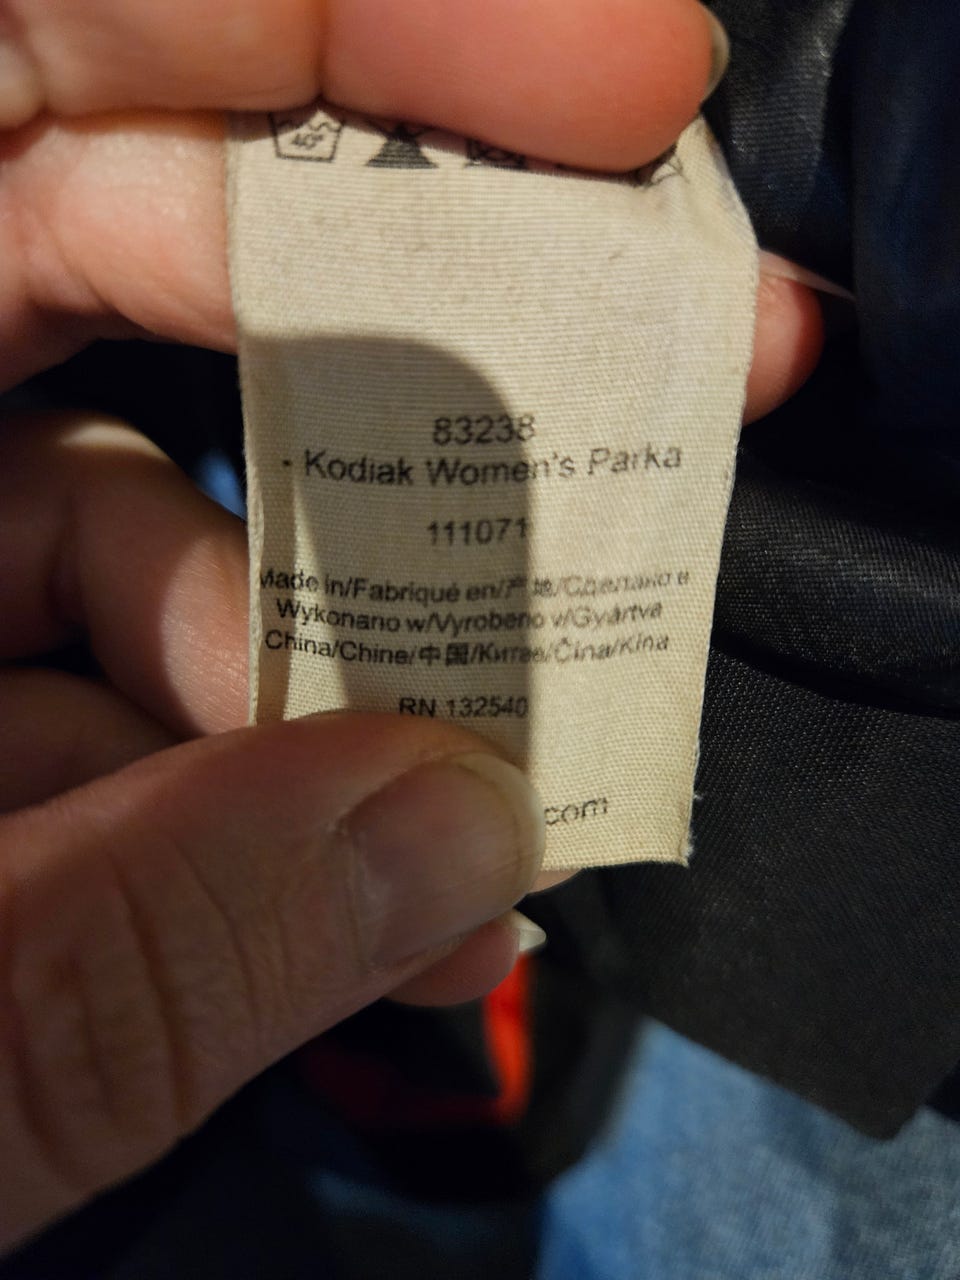 40°
83238
- Kodiak Women's Parka
111071
Made in/Fabriqué en/产地/Сделано в
Wykonano w/Vyrobeno v/Gyártva
China/Chine/中国/Китае/Čína/Kína
RN 132540
.com